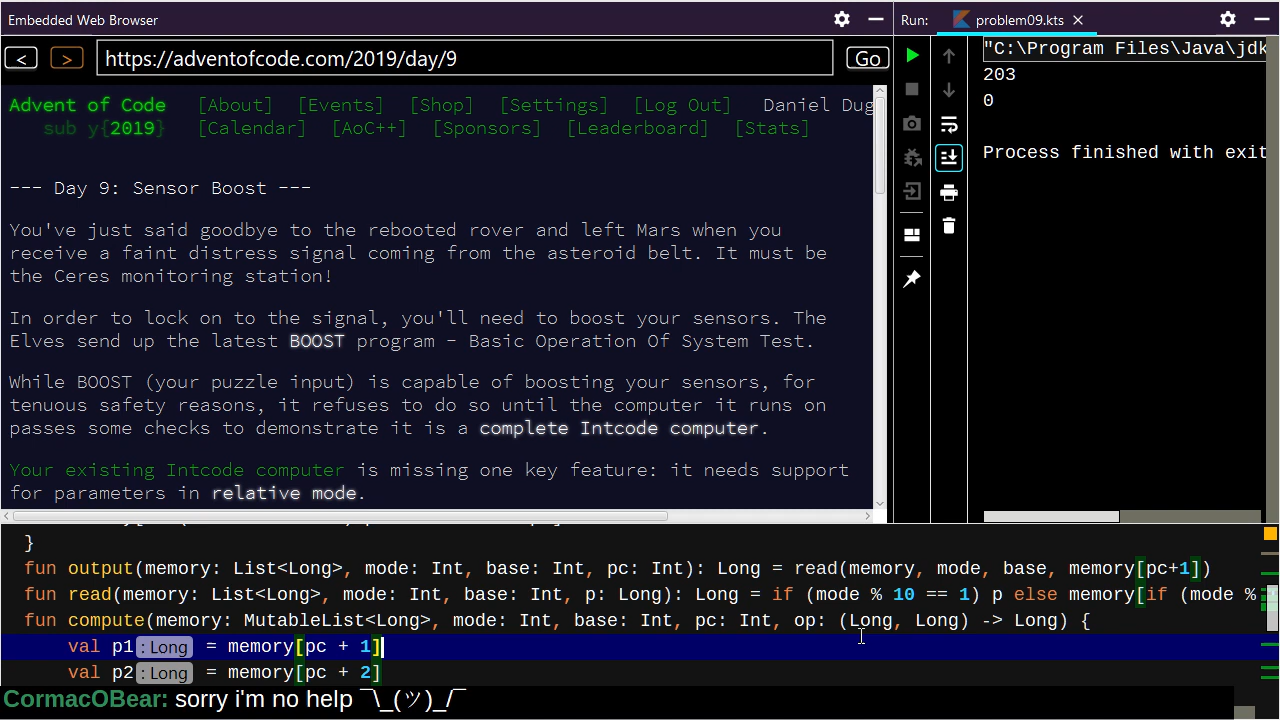 Embedded Web Browser
Run: problem09.kts
< > https://adventofcode.com/2019/day/9 Go
Advent of Code [About] [Events] [Shop] [Settings] [Log Out] Daniel Dug
sub y{2019} [Calendar] [AoC++] [Sponsors] [Leaderboard] [Stats]
--- Day 9: Sensor Boost ---
You've just said goodbye to the rebooted rover and left Mars when you
receive a faint distress signal coming from the asteroid belt. It must be
the Ceres monitoring station!
In order to lock on to the signal, you'll need to boost your sensors. The
Elves send up the latest BOOST program - Basic Operation Of System Test.
While BOOST (your puzzle input) is capable of boosting your sensors, for
tenuous safety reasons, it refuses to do so until the computer it runs on
passes some checks to demonstrate it is a complete Intcode computer.
Your existing Intcode computer is missing one key feature: it needs support
for parameters in relative mode.
"C:\Program Files\Java\jdk
203
0
Process finished with exit
}
fun output(memory: List<Long>, mode: Int, base: Int, pc: Int): Long = read(memory, mode, base, memory[pc+1])
fun read(memory: List<Long>, mode: Int, base: Int, p: Long): Long = if (mode % 10 == 1) p else memory[if (mode %
fun compute(memory: MutableList<Long>, mode: Int, base: Int, pc: Int, op: (Long, Long) -> Long) {
val p1 : Long = memory[pc + 1]
val p2 : Long = memory[pc + 2]
CormacOBear: sorry i'm no help ¯\_(ツ)_/¯